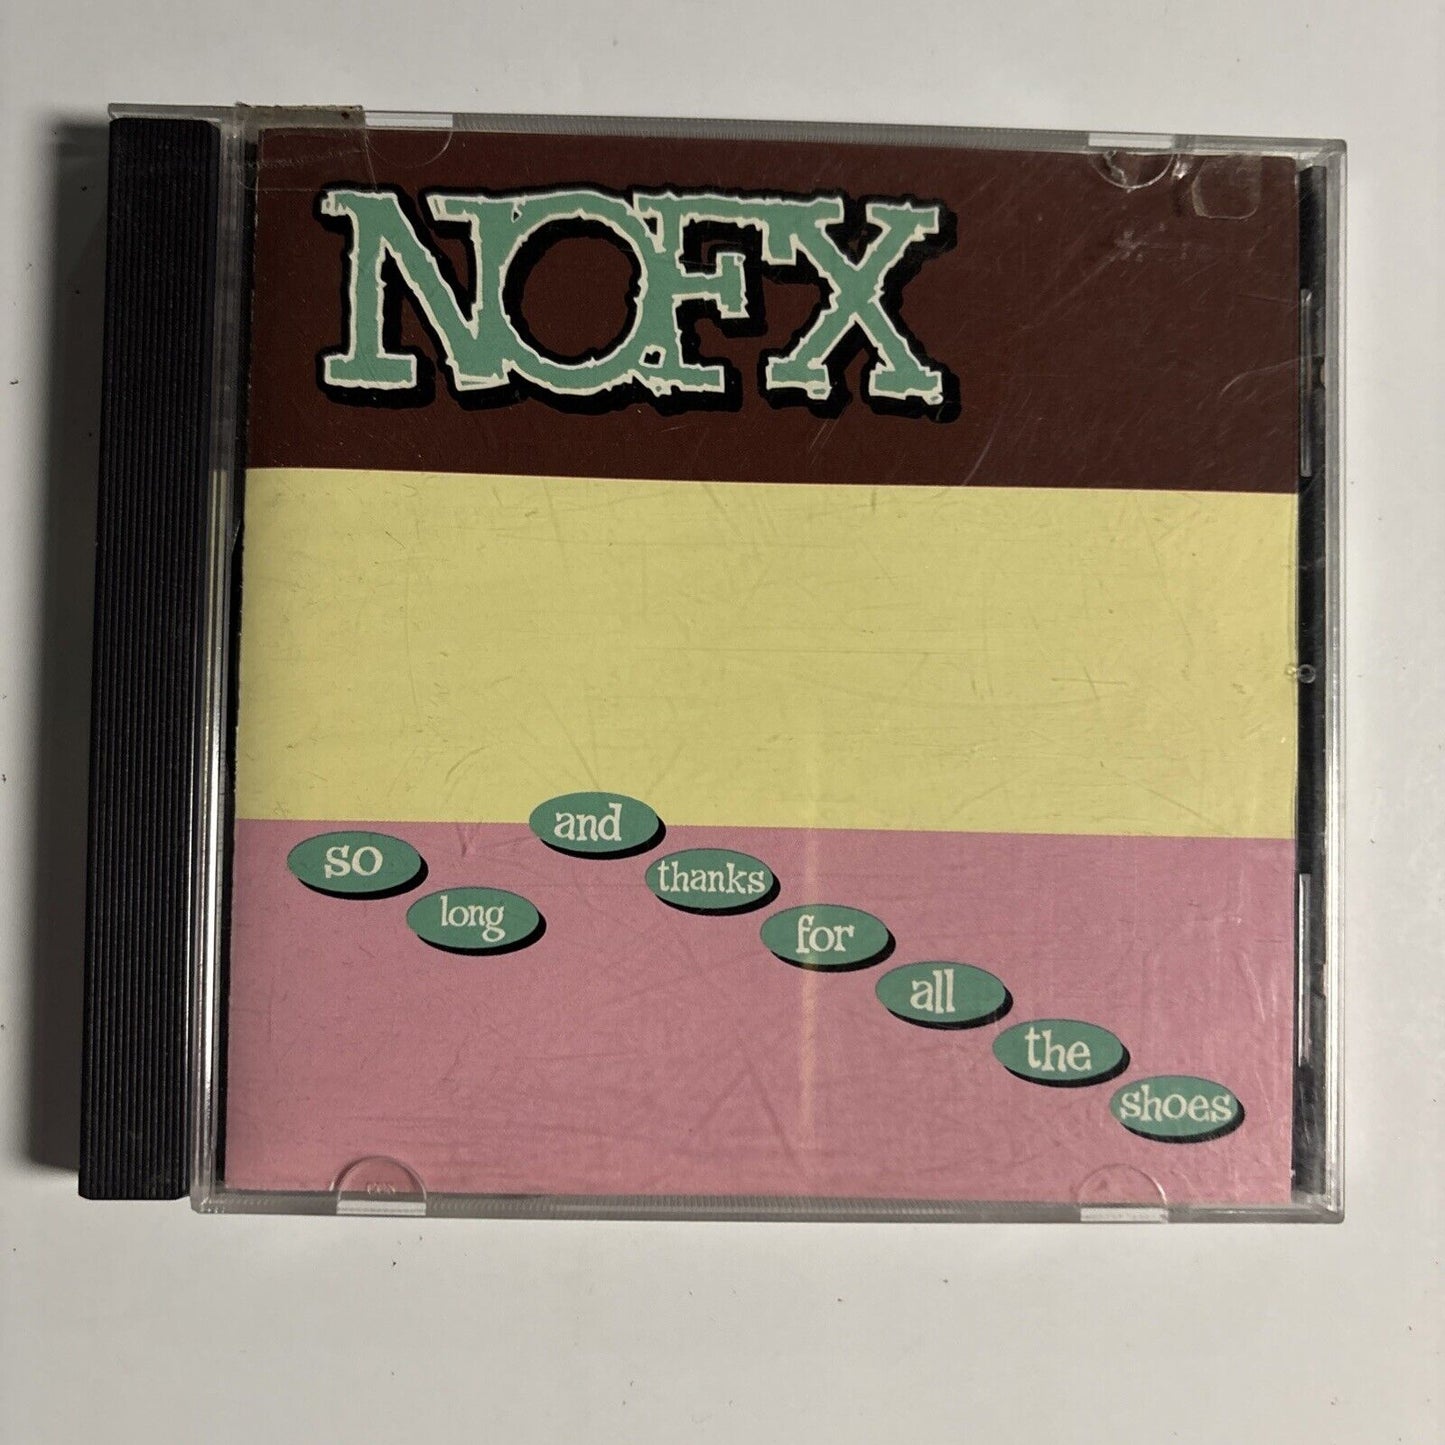 NOFX
so
long
and
thanks
for
all
the
shoes